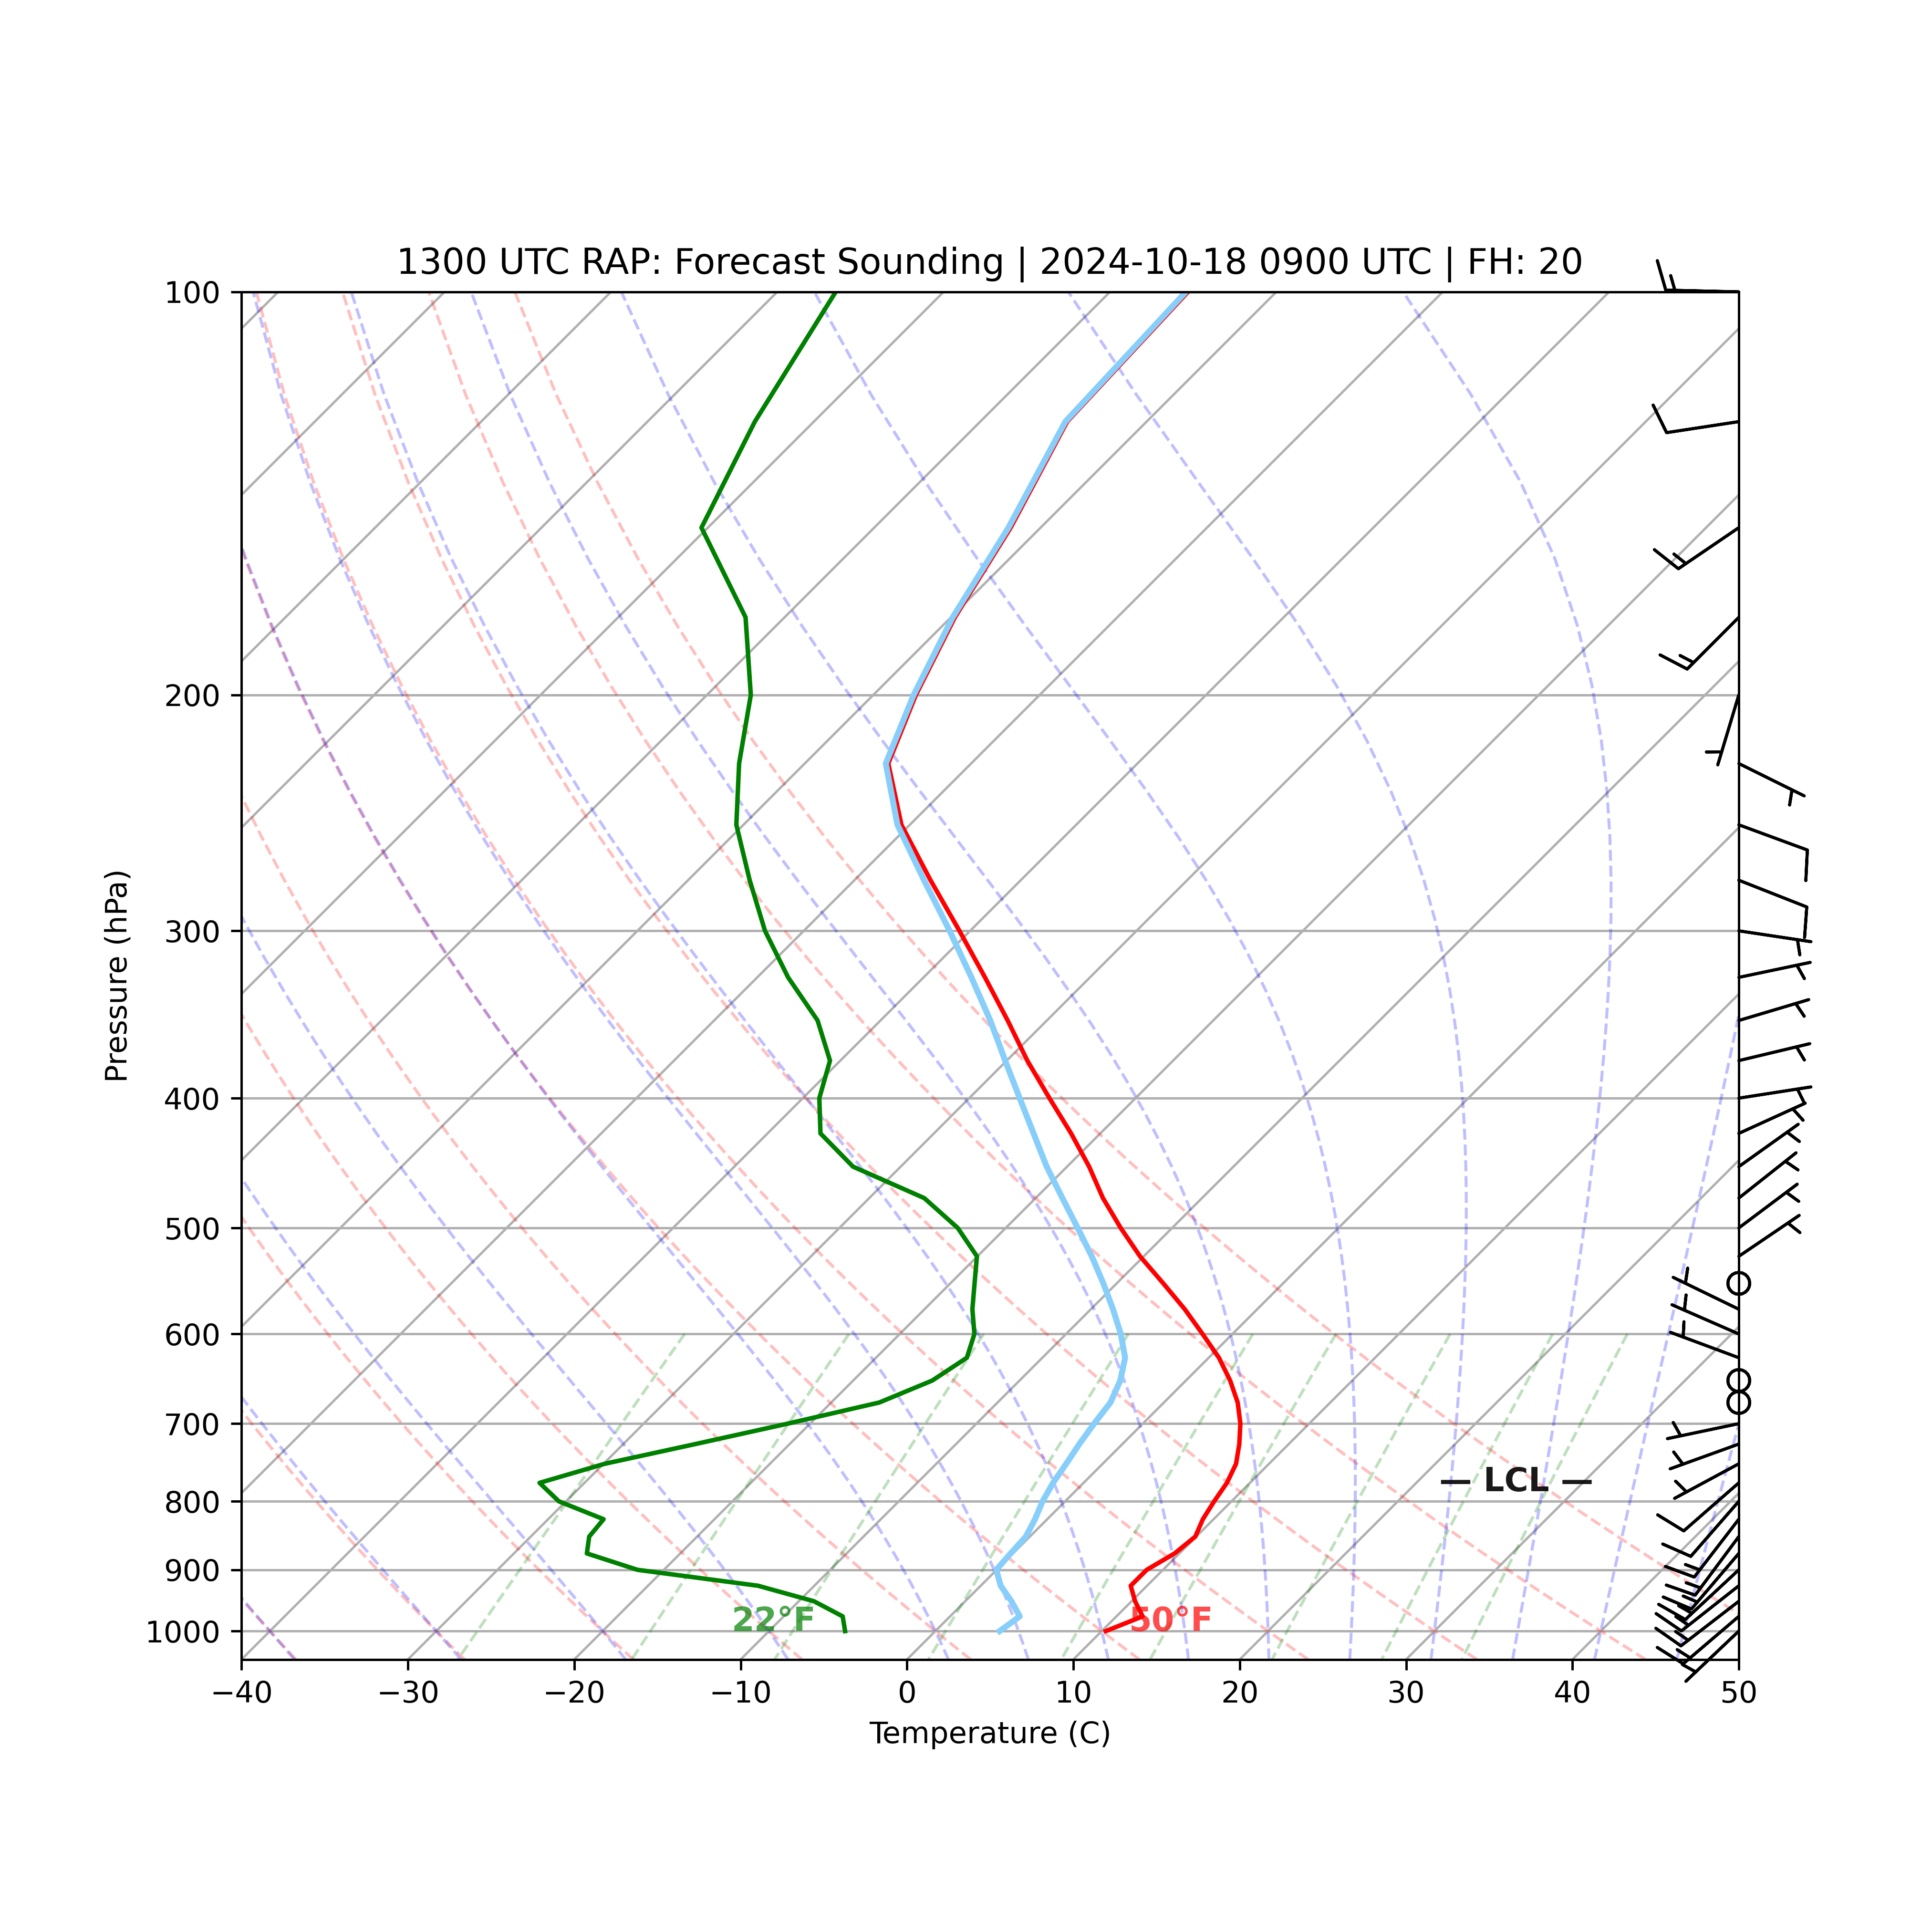 1300 UTC RAP: Forecast Sounding | 2024-10-18 0900 UTC | FH: 20
100
200
300
400
500
600
700
800
900
1000
Pressure (hPa)
— LCL —
22°F
50°F
−40 −30 −20 −10 0 10 20 30 40 50
Temperature (C)